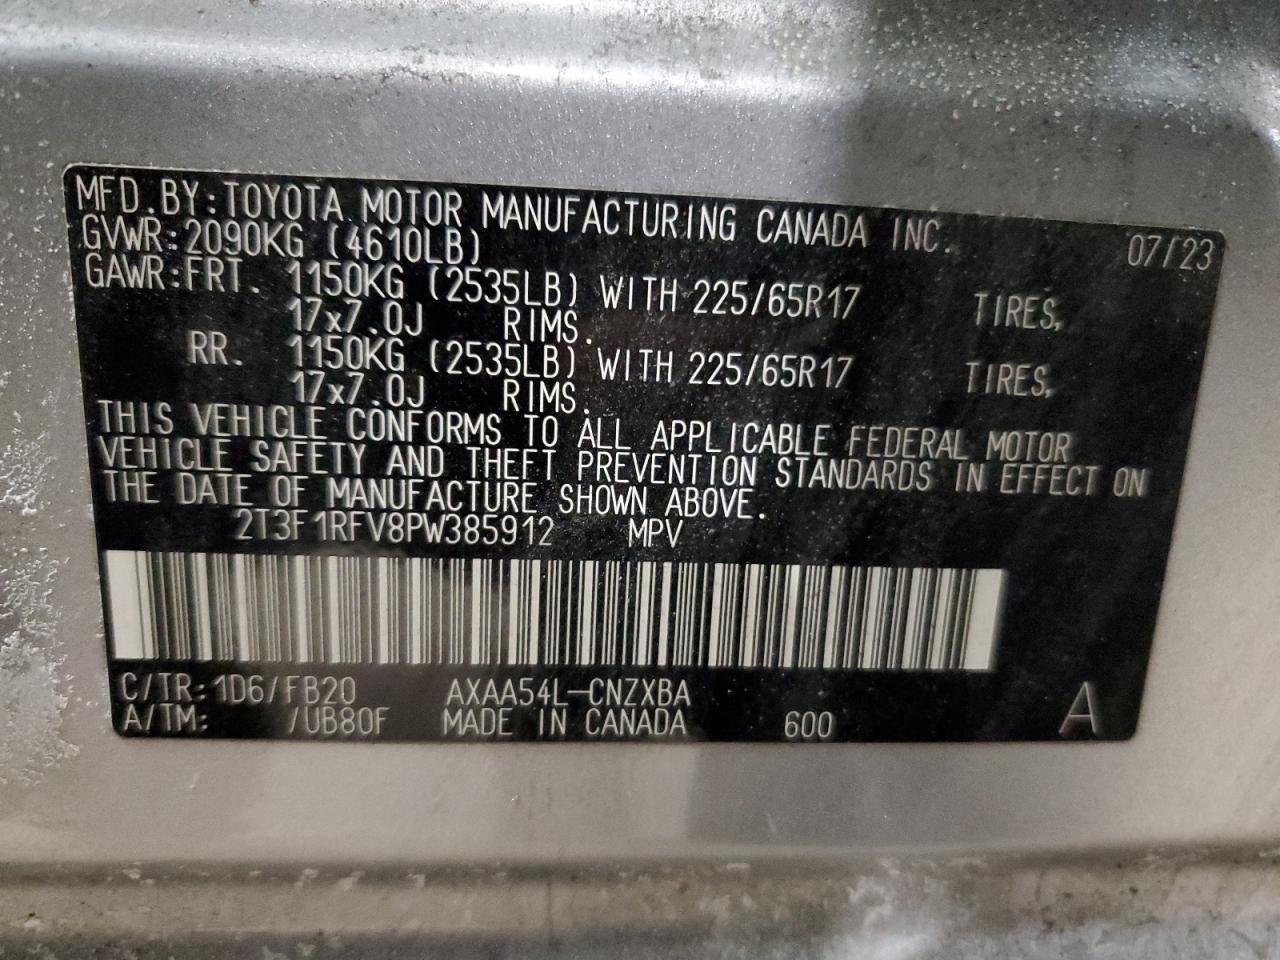 MFD.BY:TOYOTA MOTOR MANUFACTURING CANADA INC. 07/23
GVWR:2090KG (4610LB)
GAWR:FRT. 1150KG (2535LB) WITH 225/65R17 TIRES,
17x7.0J RIMS.
RR. 1150KG (2535LB) WITH 225/65R17 TIRES,
17x7.0J RIMS.
THIS VEHICLE CONFORMS TO ALL APPLICABLE FEDERAL MOTOR
VEHICLE SAFETY AND THEFT PREVENTION STANDARDS IN EFFECT ON
THE DATE OF MANUFACTURE SHOWN ABOVE.
2T3F1RFV8PW385912 MPV
C/TR:1D6/FB20 AXAA54L-CNZXBA
A/TM: /UB80F MADE IN CANADA 600 A